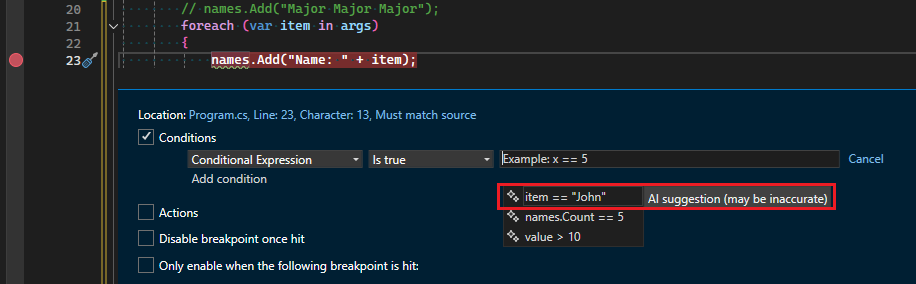 20 // names.Add("Major Major Major");
21 foreach (var item in args)
22 {
23 names.Add("Name: " + item);
Location: Program.cs, Line: 23, Character: 13, Must match source
Conditions
Conditional Expression Is true Example: x == 5 Cancel
Add condition
item == "John" AI suggestion (may be inaccurate)
names.Count == 5
Actions
value > 10
Disable breakpoint once hit
Only enable when the following breakpoint is hit: